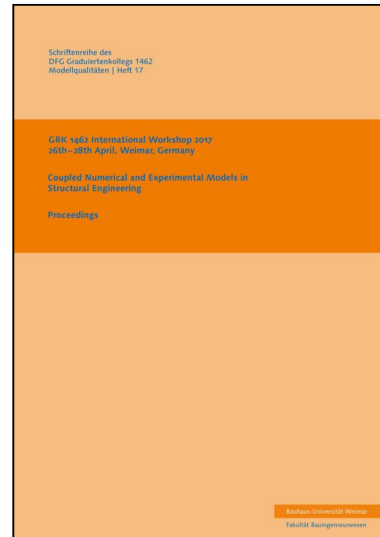 Schriftenreihe des
DFG Graduiertenkollegs 1462
Modellqualitäten | Heft 17
GRK 1462 International Workshop 2017
26th–28th April, Weimar, Germany
Coupled Numerical and Experimental Models in
Structural Engineering
Proceedings
Bauhaus-Universität Weimar
Fakultät Bauingenieurwesen